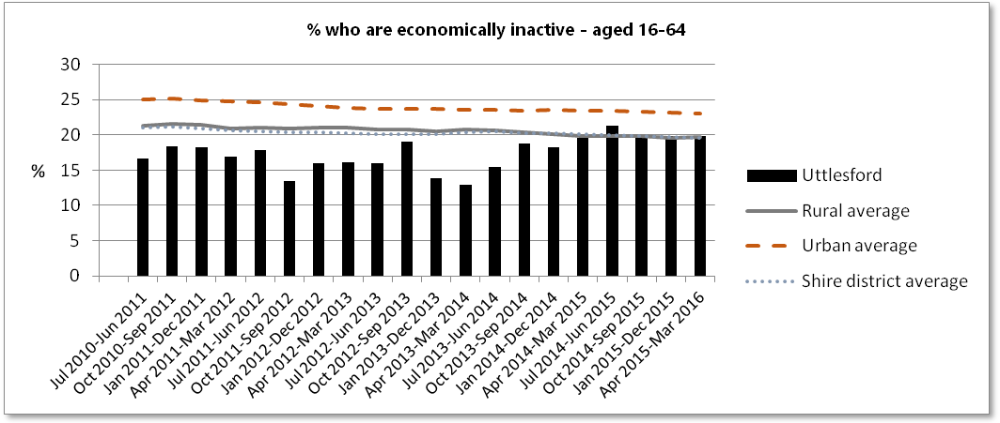 % who are economically inactive - aged 16-64
30
25
20
15
10
5
0
%
Jul 2010-Jun 2011
Oct 2010-Sep 2011
Jan 2011-Dec 2011
Apr 2011-Mar 2012
Jul 2011-Jun 2012
Oct 2011-Sep 2012
Jan 2012-Dec 2012
Apr 2012-Mar 2013
Jul 2012-Jun 2013
Oct 2012-Sep 2013
Jan 2013-Dec 2013
Apr 2013-Mar 2014
Jul 2013-Jun 2014
Oct 2013-Sep 2014
Jan 2014-Dec 2014
Apr 2014-Mar 2015
Jul 2014-Jun 2015
Oct 2014-Sep 2015
Jan 2015-Dec 2015
Apr 2015-Mar 2016
Uttlesford
Rural average
Urban average
Shire district average